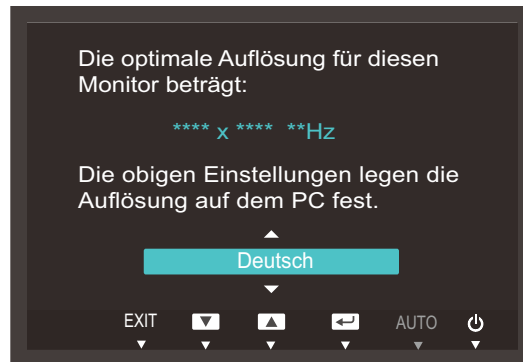 Die optimale Auflösung für diesen
Monitor beträgt:
**** x **** **Hz
Die obigen Einstellungen legen die
Auflösung auf dem PC fest.
Deutsch
EXIT AUTO